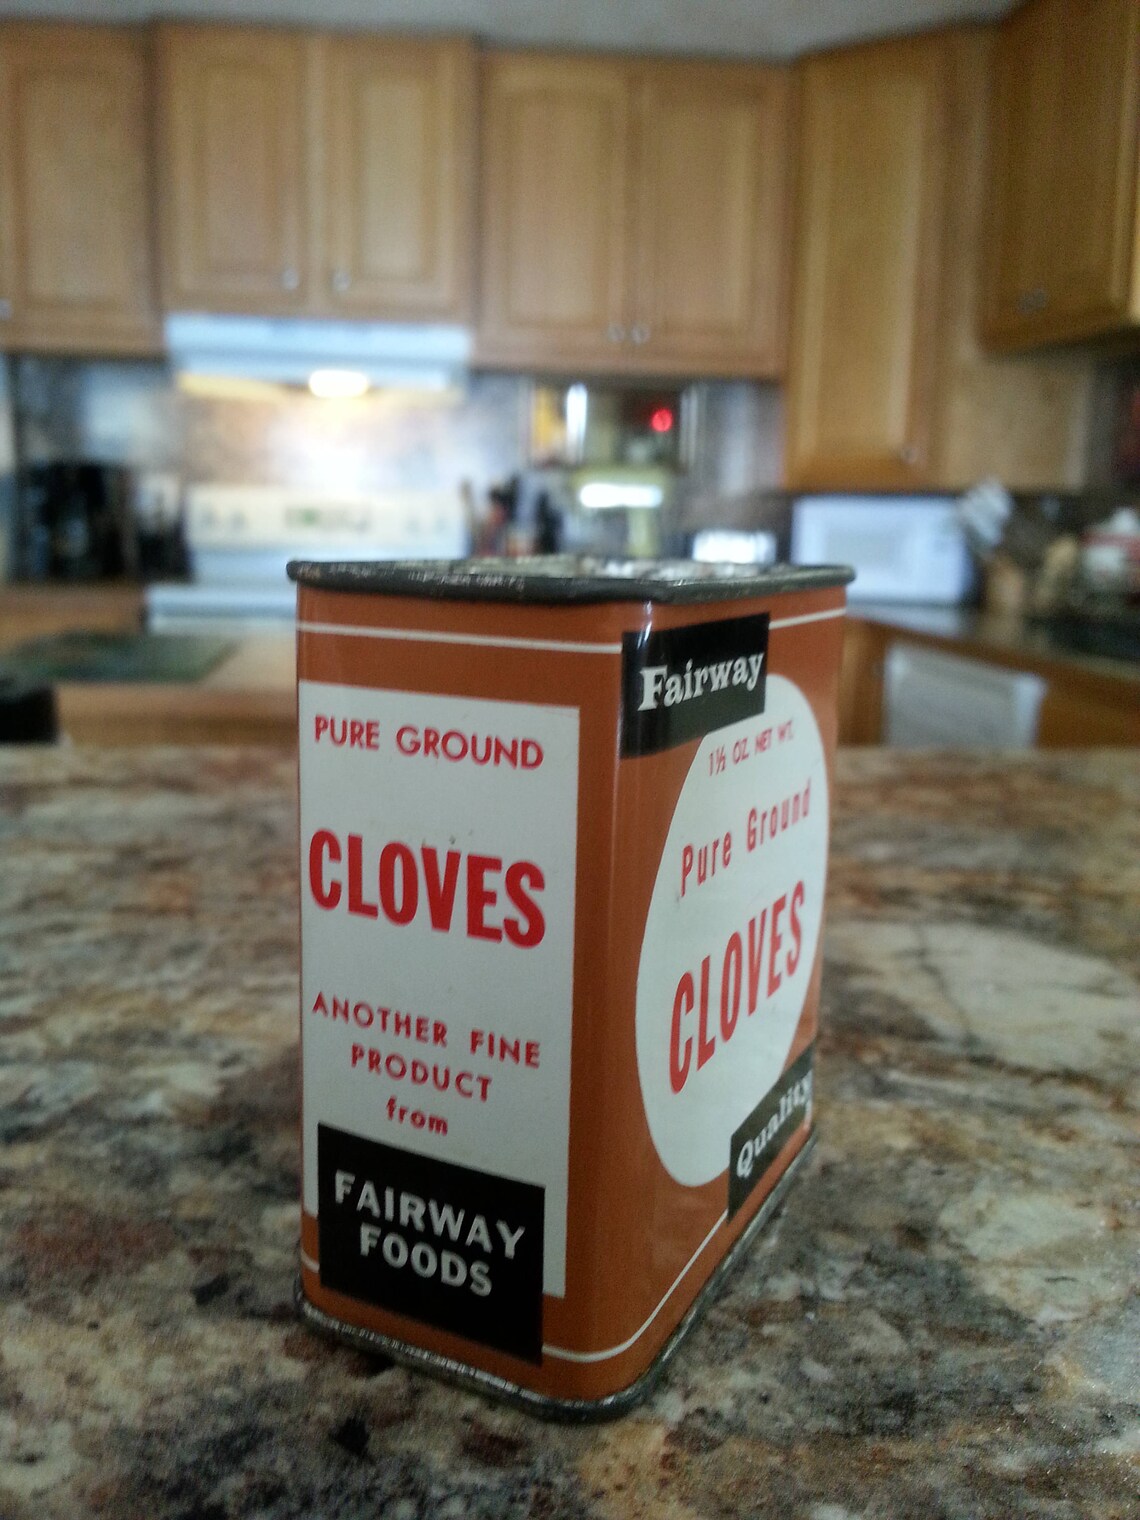 PURE GROUND
CLOVES
ANOTHER FINE
PRODUCT
from
FAIRWAY
FOODS
Fairway
1½ OZ. NET WT.
Pure Ground
CLOVES
Quality